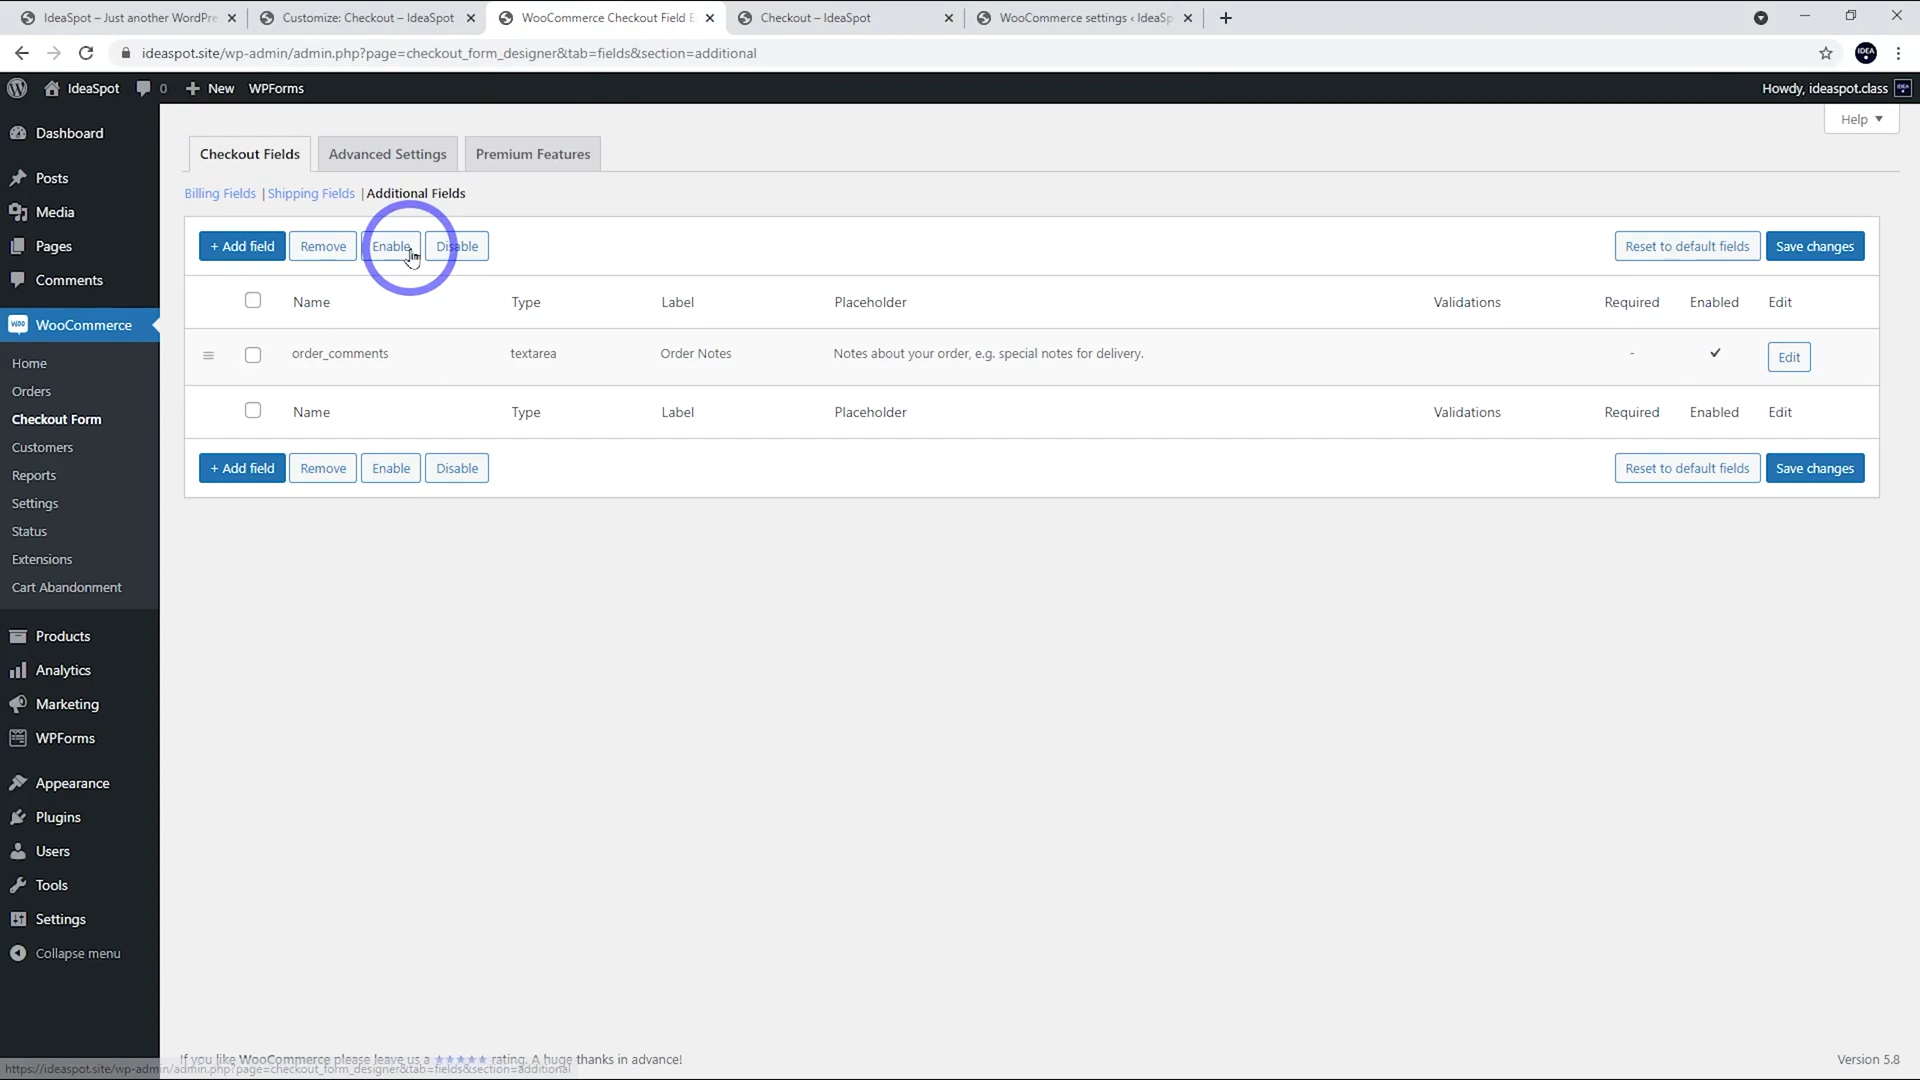 IdeaSpot – Just another WordPre
Customize: Checkout – IdeaSpot
WooCommerce Checkout Field E
Checkout – IdeaSpot
WooCommerce settings ‹ IdeaSp
ideaspot.site/wp-admin/admin.php?page=checkout_form_designer&tab=fields&section=additional
IDEA
IdeaSpot 0 New WPForms
Howdy, ideaspot.class
Help
Dashboard
Posts
Media
Pages
Comments
WooCommerce
Home
Orders
Checkout Form
Customers
Reports
Settings
Status
Extensions
Cart Abandonment
Products
Analytics
Marketing
WPForms
Appearance
Plugins
Users
Tools
Settings
Collapse menu
Checkout Fields Advanced Settings Premium Features
Billing Fields | Shipping Fields | Additional Fields
+ Add field Remove Enable Disable Reset to default fields Save changes
Name Type Label Placeholder Validations Required Enabled Edit
order_comments textarea Order Notes Notes about your order, e.g. special notes for delivery. - ✔ Edit
Name Type Label Placeholder Validations Required Enabled Edit
+ Add field Remove Enable Disable Reset to default fields Save changes
If you like WooCommerce please leave us a ★★★★★ rating. A huge thanks in advance!
Version 5.8
https://ideaspot.site/wp-admin/admin.php?page=checkout_form_designer&tab=fields&section=additional